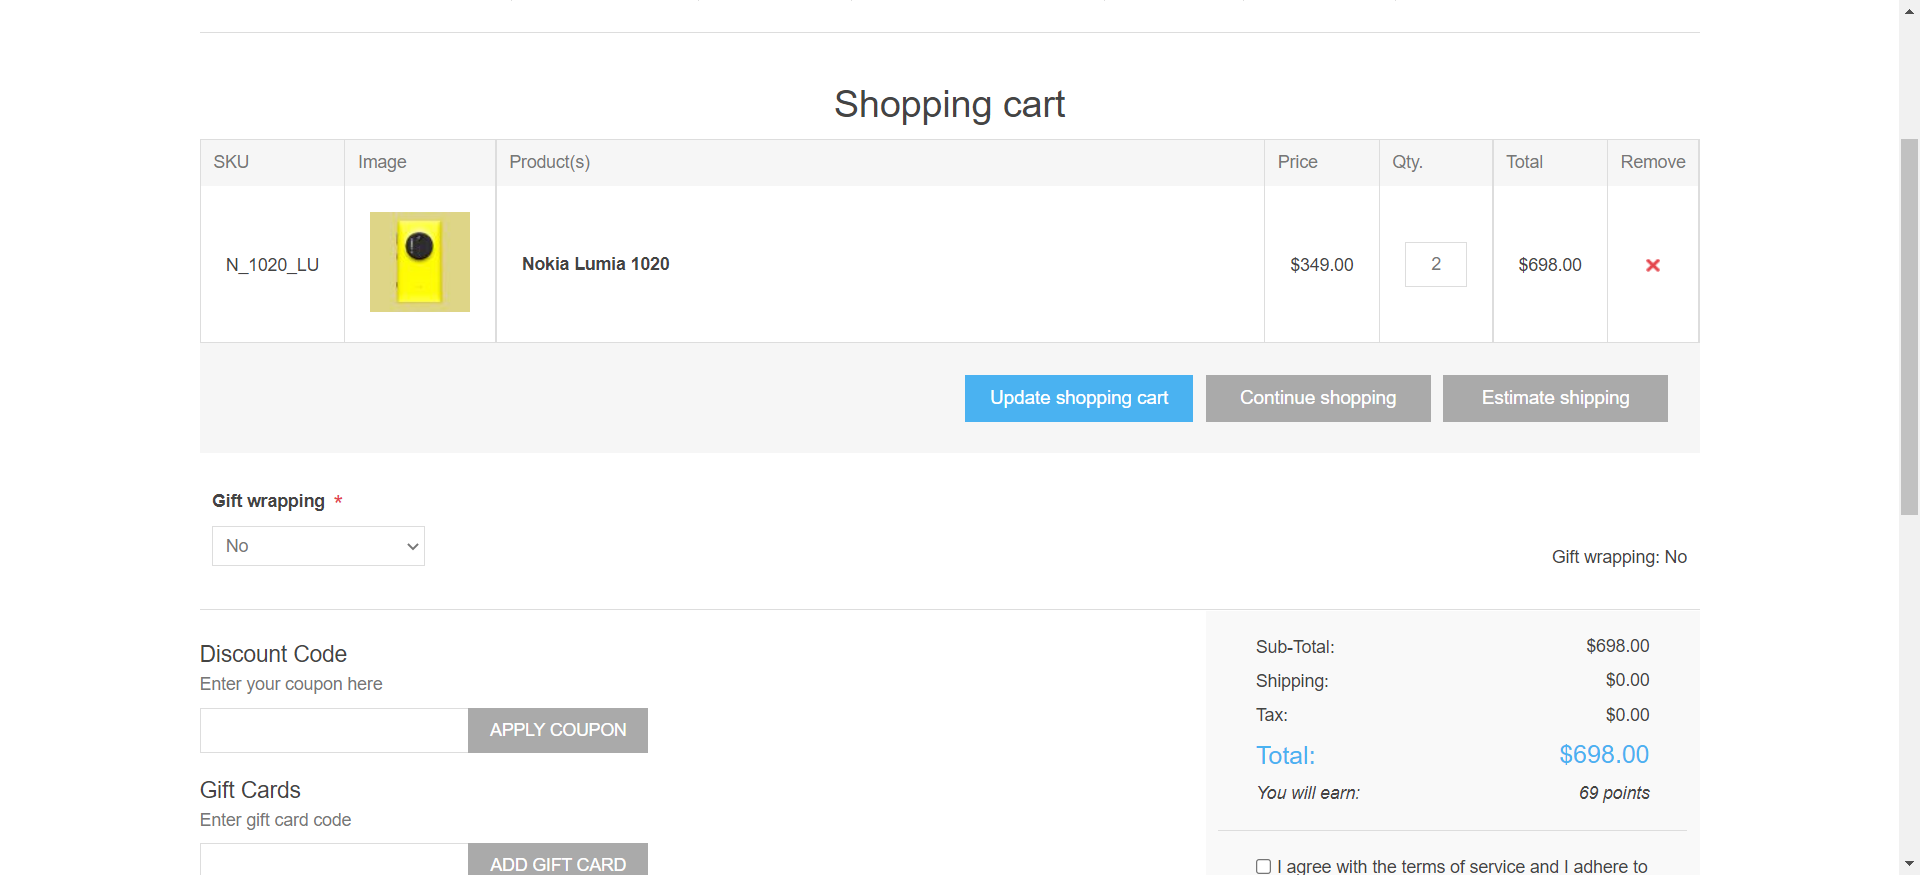 Shopping cart
SKU Image Product(s) Price Qty. Total Remove
N_1020_LU Nokia Lumia 1020 $349.00 2 $698.00
Update shopping cart Continue shopping Estimate shipping
Gift wrapping *
No
Gift wrapping: No
Discount Code
Enter your coupon here
APPLY COUPON
Gift Cards
Enter gift card code
ADD GIFT CARD
Sub-Total: $698.00
Shipping: $0.00
Tax: $0.00
Total: $698.00
You will earn: 69 points
I agree with the terms of service and I adhere to